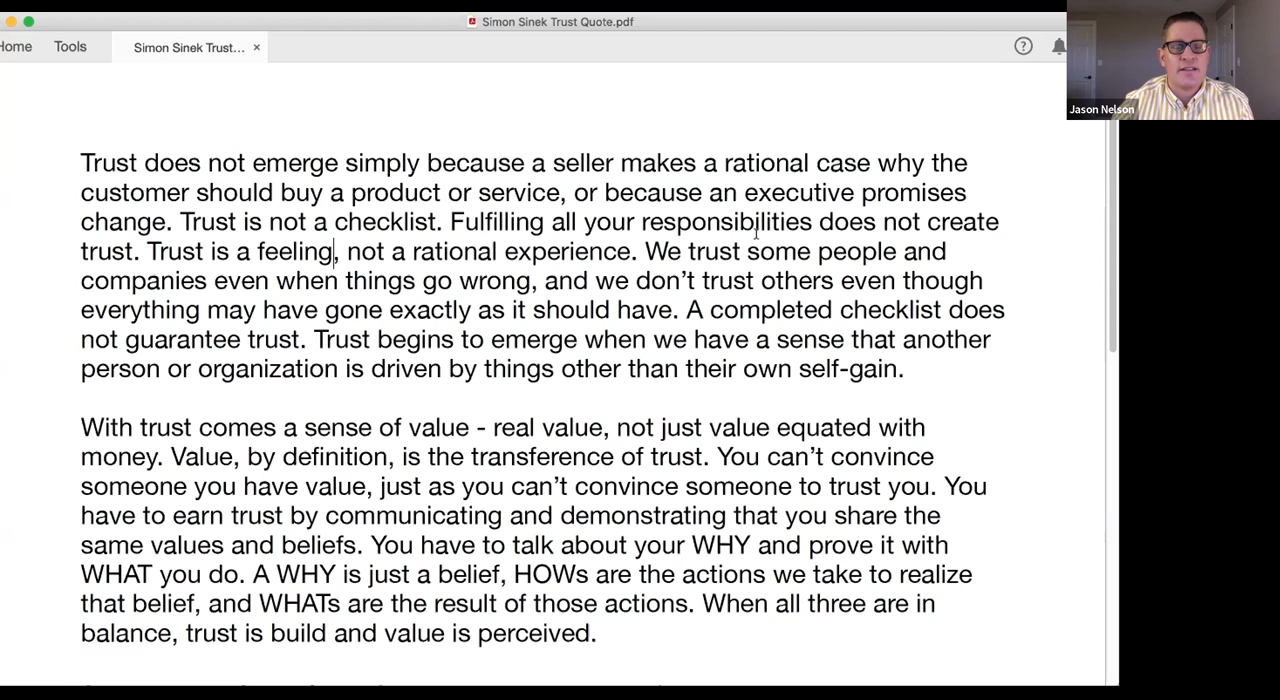 Simon Sinek Trust Quote.pdf
Home
Tools
Simon Sinek Trust... ×
?
Jason Nelson
Trust does not emerge simply because a seller makes a rational case why the
customer should buy a product or service, or because an executive promises
change. Trust is not a checklist. Fulfilling all your responsibilities does not create
trust. Trust is a feeling, not a rational experience. We trust some people and
companies even when things go wrong, and we don’t trust others even though
everything may have gone exactly as it should have. A completed checklist does
not guarantee trust. Trust begins to emerge when we have a sense that another
person or organization is driven by things other than their own self-gain.
With trust comes a sense of value - real value, not just value equated with
money. Value, by definition, is the transference of trust. You can’t convince
someone you have value, just as you can’t convince someone to trust you. You
have to earn trust by communicating and demonstrating that you share the
same values and beliefs. You have to talk about your WHY and prove it with
WHAT you do. A WHY is just a belief, HOWs are the actions we take to realize
that belief, and WHATs are the result of those actions. When all three are in
balance, trust is build and value is perceived.